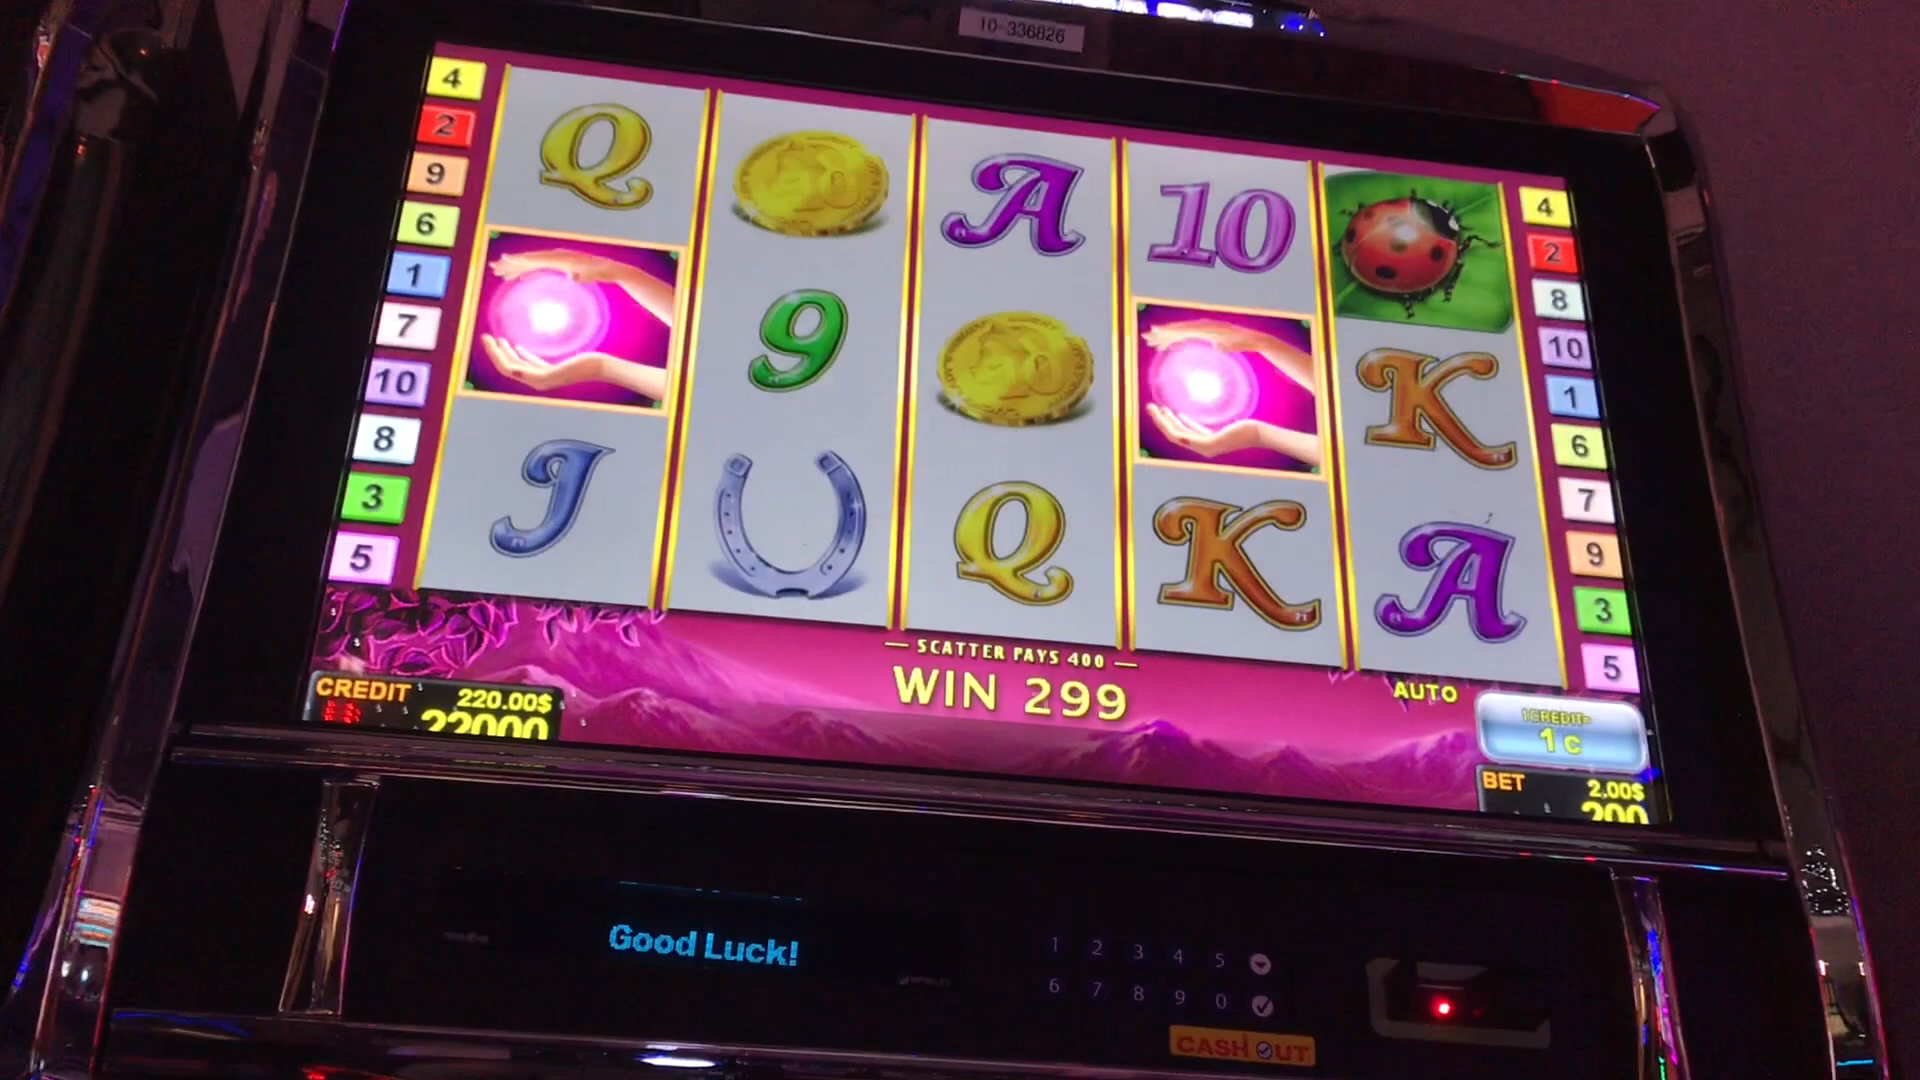 10-336826
4
2
9
6
1
7
10
8
3
5
Q
J
9
A
Q
10
K
K
A
4
2
8
10
1
6
7
9
3
5
SCATTER PAYS 400
WIN 299
CREDIT 220.00$
22000
AUTO
1CREDIT=
1 C
BET 2.00$
200
Good Luck!
1 2 3 4 5
6 7 8 9 0
CASH OUT